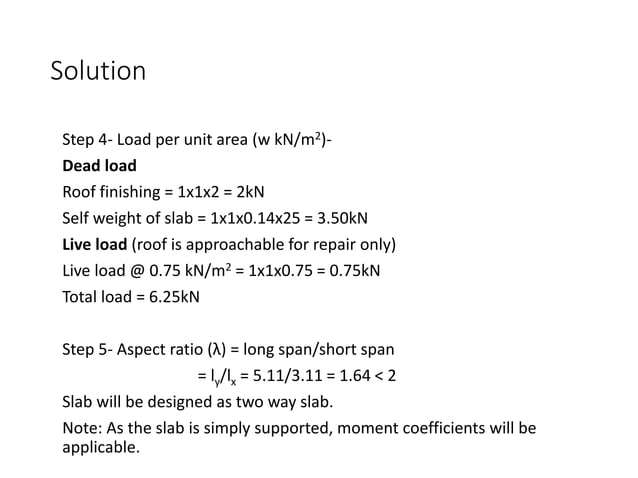 Solution
Step 4- Load per unit area (w kN/m²)-
Dead load
Roof finishing = 1x1x2 = 2kN
Self weight of slab = 1x1x0.14x25 = 3.50kN
Live load (roof is approachable for repair only)
Live load @ 0.75 kN/m² = 1x1x0.75 = 0.75kN
Total load = 6.25kN
Step 5- Aspect ratio (λ) = long span/short span
= ly/lx = 5.11/3.11 = 1.64 < 2
Slab will be designed as two way slab.
Note: As the slab is simply supported, moment coefficients will be
applicable.